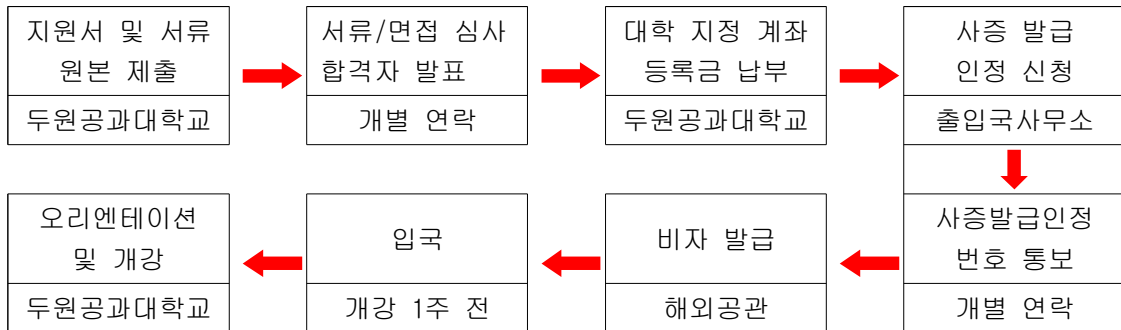 지원서 및 서류
원본 제출
두원공과대학교
서류/면접 심사
합격자 발표
개별 연락
대학 지정 계좌
등록금 납부
두원공과대학교
사증 발급
인정 신청
출입국사무소
사증발급인정
번호 통보
개별 연락
비자 발급
해외공관
입국
개강 1주 전
오리엔테이션
및 개강
두원공과대학교